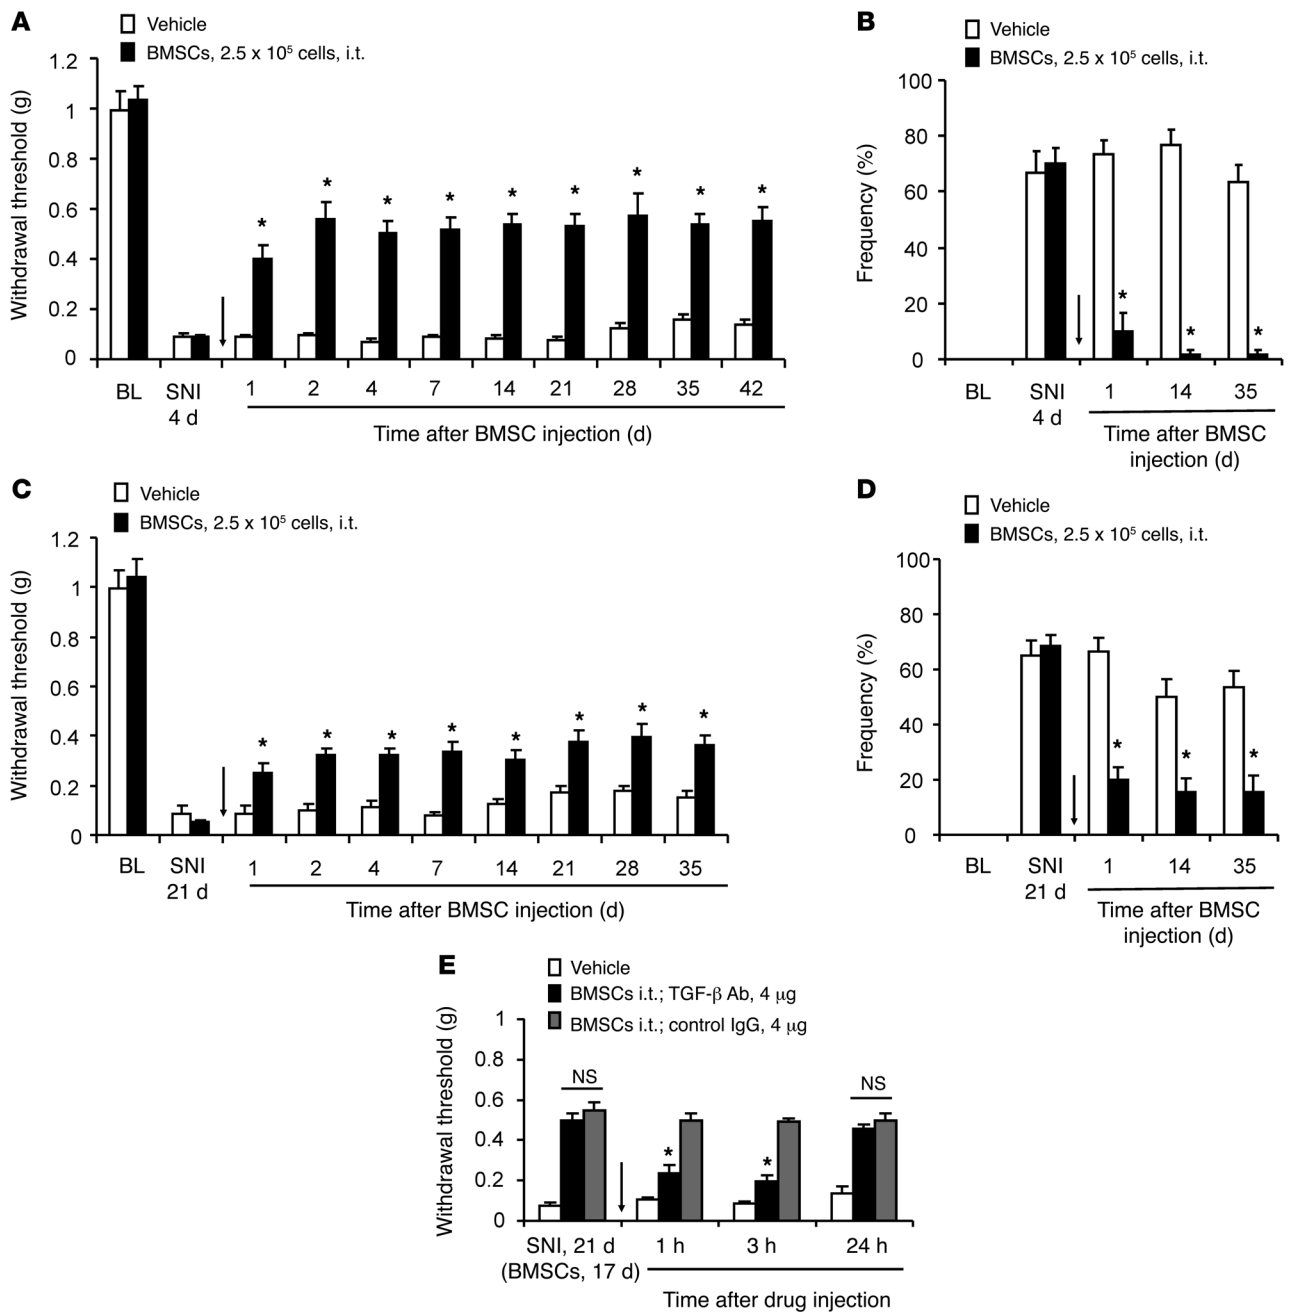 A
Vehicle
BMSCs, 2.5 x 10⁵ cells, i.t.
Withdrawal threshold (g)
1.2
1
0.8
0.6
0.4
0.2
0
* * * * * * * * *
BL SNI 1 2 4 7 14 21 28 35 42
4 d
Time after BMSC injection (d)
B
Vehicle
BMSCs, 2.5 x 10⁵ cells, i.t.
Frequency (%)
100
80
60
40
20
0
* * *
BL SNI 1 14 35
4 d
Time after BMSC
injection (d)
C
Vehicle
BMSCs, 2.5 x 10⁵ cells, i.t.
Withdrawal threshold (g)
1.2
1
0.8
0.6
0.4
0.2
0
* * * * * * * *
BL SNI 1 2 4 7 14 21 28 35
21 d
Time after BMSC injection (d)
D
Vehicle
BMSCs, 2.5 x 10⁵ cells, i.t.
Frequency (%)
100
80
60
40
20
0
* * *
BL SNI 1 14 35
21 d
Time after BMSC
injection (d)
E
Vehicle
BMSCs i.t.; TGF-β Ab, 4 μg
BMSCs i.t.; control IgG, 4 μg
Withdrawal threshold (g)
1
0.8
0.6
0.4
0.2
0
NS * * NS
SNI, 21 d 1 h 3 h 24 h
(BMSCs, 17 d)
Time after drug injection